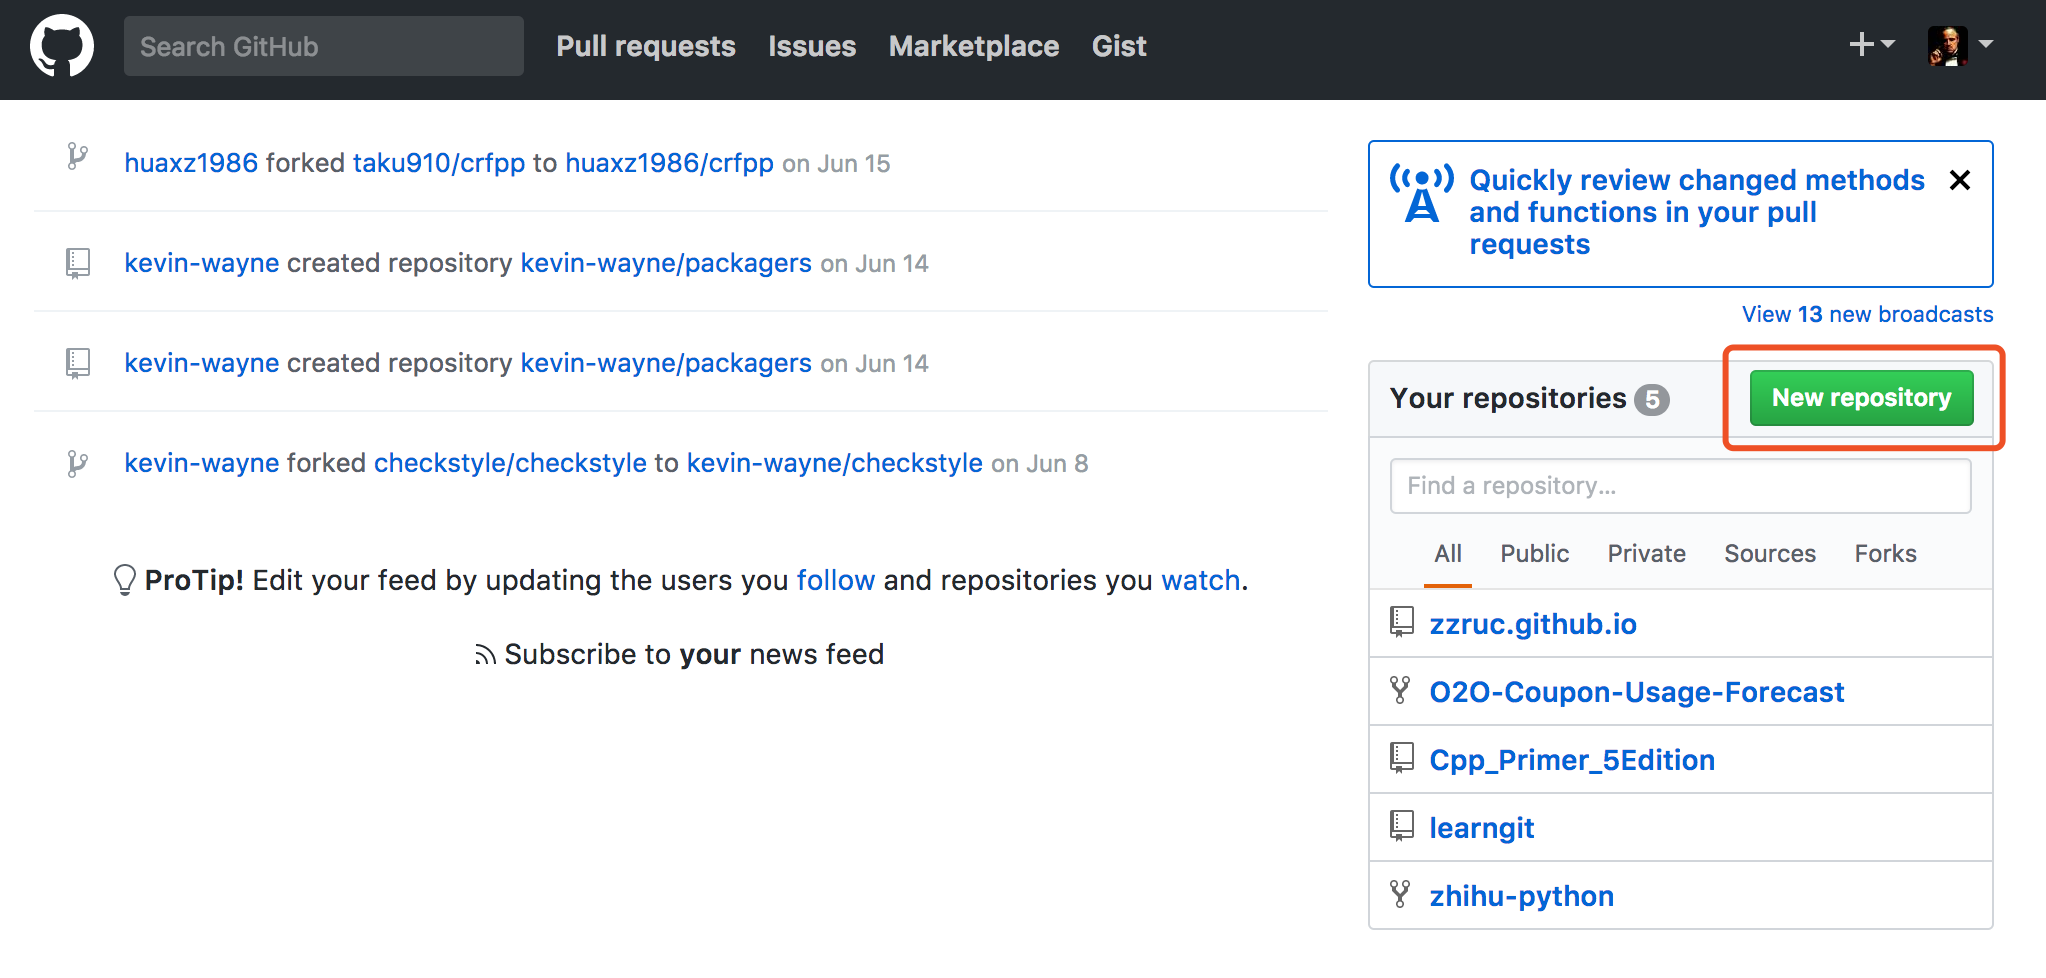 Search GitHub
Pull requests
Issues
Marketplace
Gist
huaxz1986 forked taku910/crfpp to huaxz1986/crfpp on Jun 15
kevin-wayne created repository kevin-wayne/packagers on Jun 14
kevin-wayne created repository kevin-wayne/packagers on Jun 14
kevin-wayne forked checkstyle/checkstyle to kevin-wayne/checkstyle on Jun 8
ProTip! Edit your feed by updating the users you follow and repositories you watch.
Subscribe to your news feed
Quickly review changed methods
and functions in your pull
requests
View 13 new broadcasts
Your repositories 5
New repository
Find a repository...
All
Public
Private
Sources
Forks
zzruc.github.io
O2O-Coupon-Usage-Forecast
Cpp_Primer_5Edition
learngit
zhihu-python